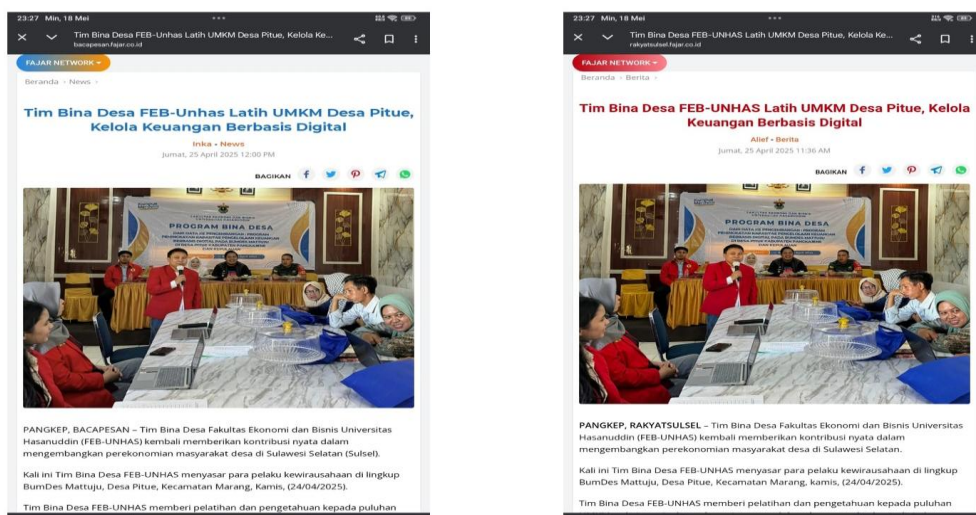 23:27 Min, 18 Mei
Tim Bina Desa FEB-Unhas Latih UMKM Desa Pitue, Kelola Ke...
bacapesan.fajar.co.id
FAJAR NETWORK
Beranda › News ›
Tim Bina Desa FEB-Unhas Latih UMKM Desa Pitue,
Kelola Keuangan Berbasis Digital
Inka - News
Jumat, 25 April 2025 12:00 PM
BAGIKAN
FAKULTAS EKONOMI DAN BISNIS
PROGRAM BINA DESA
PANGKEP, BACAPESAN – Tim Bina Desa Fakultas Ekonomi dan Bisnis Universitas
Hasanuddin (FEB-UNHAS) kembali memberikan kontribusi nyata dalam
mengembangkan perekonomian masyarakat desa di Sulawesi Selatan (Sulsel).
Kali ini Tim Bina Desa FEB-UNHAS menyasar para pelaku kewirausahaan di lingkup
BumDes Mattuju, Desa Pitue, Kecamatan Marang, Kamis, (24/04/2025).
Tim Bina Desa FEB-UNHAS memberi pelatihan dan pengetahuan kepada puluhan
23:27 Min, 18 Mei
Tim Bina Desa FEB-UNHAS Latih UMKM Desa Pitue, Kelola Ke...
rakyatsulsel.fajar.co.id
FAJAR NETWORK
Beranda › Berita ›
Tim Bina Desa FEB-UNHAS Latih UMKM Desa Pitue, Kelola
Keuangan Berbasis Digital
Alief - Berita
Jumat, 25 April 2025 11:36 AM
BAGIKAN
FAKULTAS EKONOMI DAN BISNIS
PROGRAM BINA DESA
PANGKEP, RAKYATSULSEL – Tim Bina Desa Fakultas Ekonomi dan Bisnis Universitas
Hasanuddin (FEB-UNHAS) kembali memberikan kontribusi nyata dalam
mengembangkan perekonomian masyarakat desa di Sulawesi Selatan.
Kali ini Tim Bina Desa FEB-UNHAS menyasar para pelaku kewirausahaan di lingkup
BumDes Mattuju, Desa Pitue, Kecamatan Marang, kamis, (24/04/2025).
Tim Bina Desa FEB-UNHAS memberi pelatihan dan pengetahuan kepada puluhan